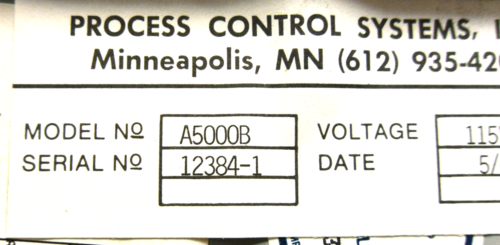 PROCESS CONTROL SYSTEMS,
Minneapolis, MN (612) 935-42
MODEL Nº A5000B VOLTAGE 115
SERIAL Nº 12384-1 DATE 5/